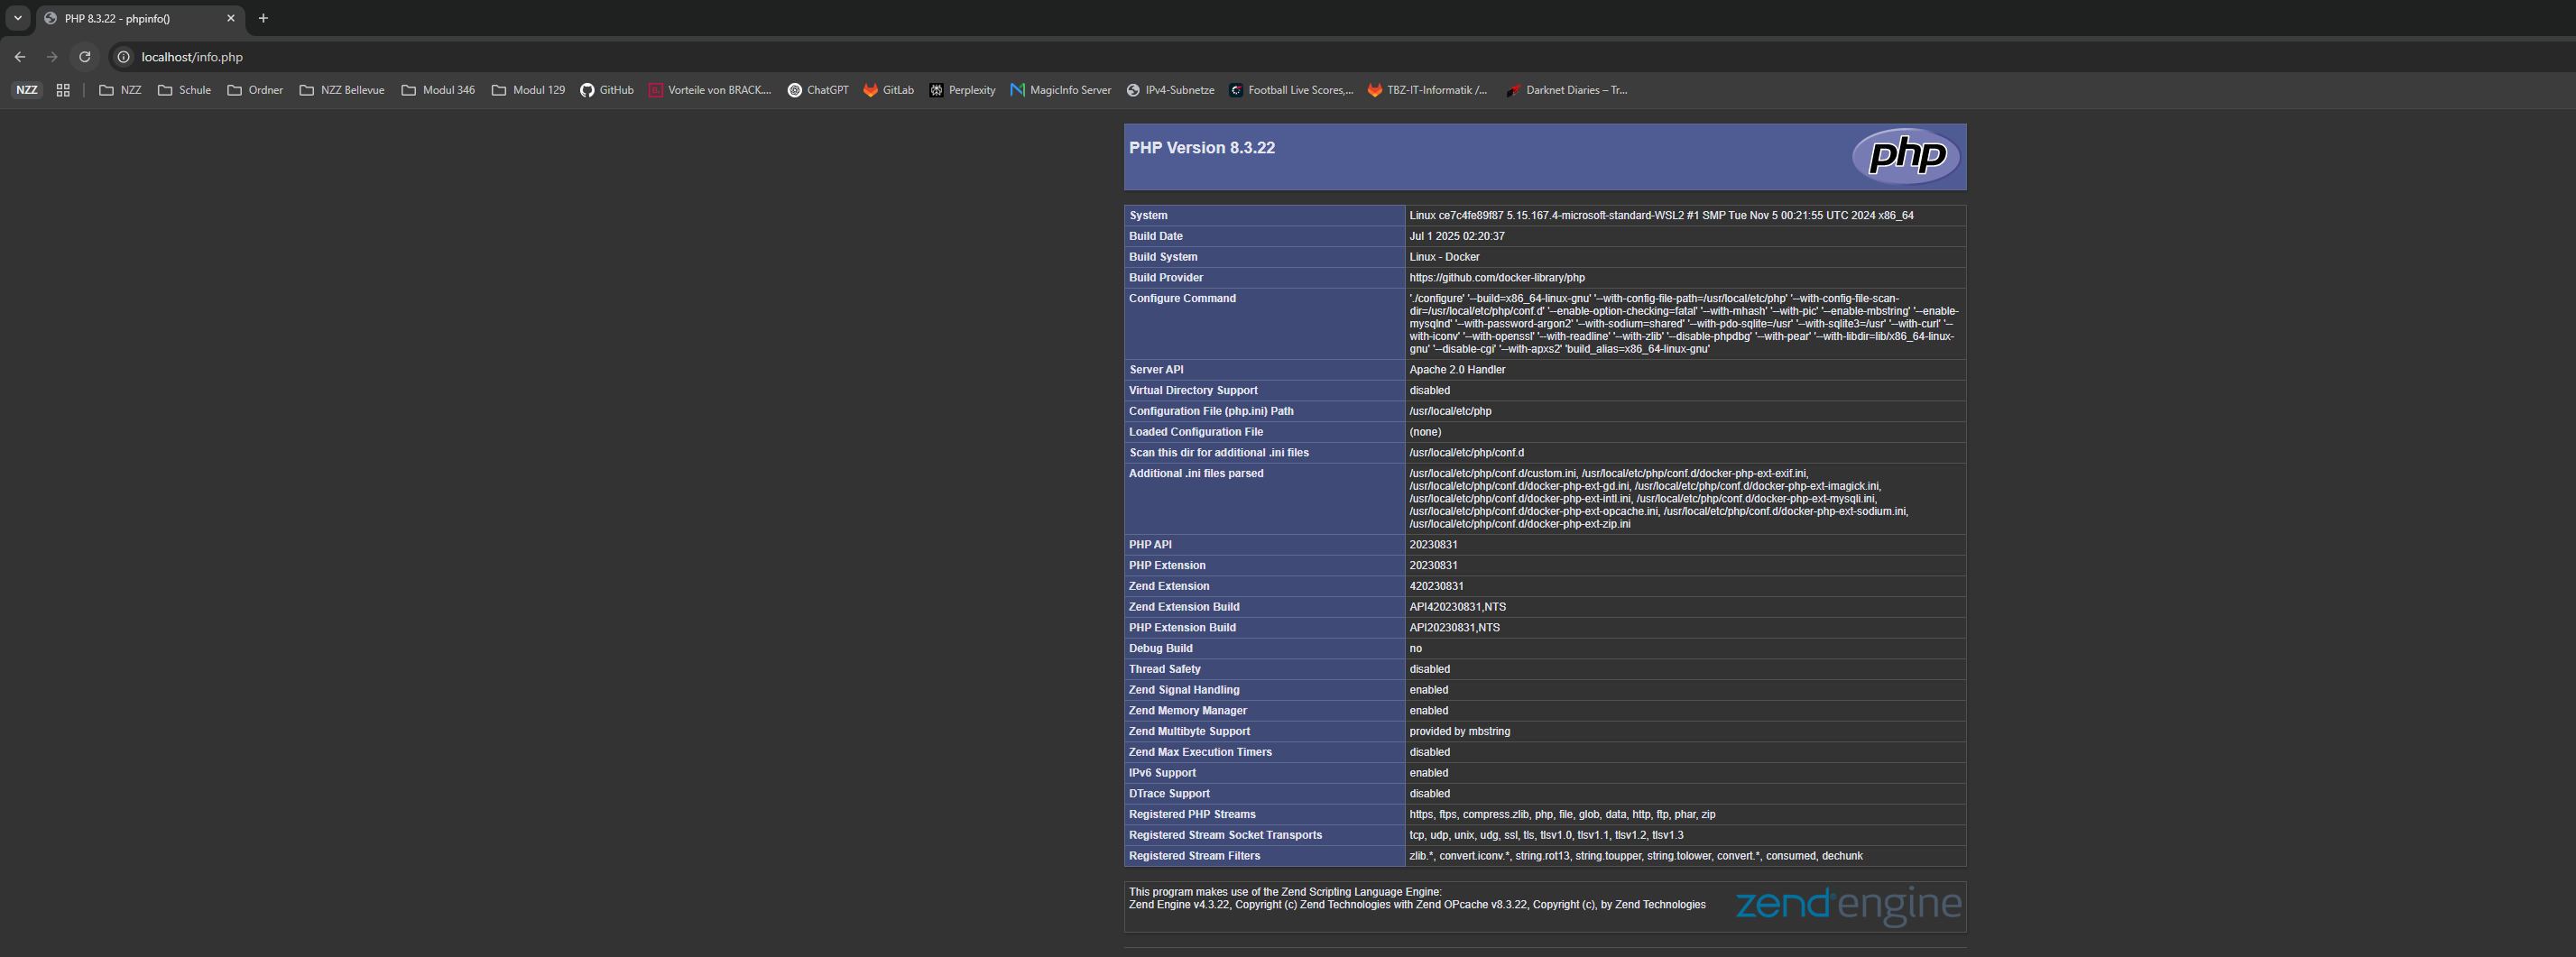 PHP 8.3.22 - phpinfo()
localhost/info.php
NZZ NZZ Schule Ordner NZZ Bellevue Modul 346 Modul 129 GitHub Vorteile von BRACK.... ChatGPT GitLab Perplexity MagicInfo Server IPv4-Subnetze Football Live Scores,... TBZ-IT-Informatik /... Darknet Diaries – Tr...
PHP Version 8.3.22
php
System Linux ce7c4fe89f87 5.15.167.4-microsoft-standard-WSL2 #1 SMP Tue Nov 5 00:21:55 UTC 2024 x86_64
Build Date Jul 1 2025 02:20:37
Build System Linux - Docker
Build Provider https://github.com/docker-library/php
Configure Command './configure' '--build=x86_64-linux-gnu' '--with-config-file-path=/usr/local/etc/php' '--with-config-file-scan-
dir=/usr/local/etc/php/conf.d' '--enable-option-checking=fatal' '--with-mhash' '--with-pic' '--enable-mbstring' '--enable-
mysqlnd' '--with-password-argon2' '--with-sodium=shared' '--with-pdo-sqlite=/usr' '--with-sqlite3=/usr' '--with-curl' '--
with-iconv' '--with-openssl' '--with-readline' '--with-zlib' '--disable-phpdbg' '--with-pear' '--with-libdir=lib/x86_64-linux-
gnu' '--disable-cgi' '--with-apxs2' 'build_alias=x86_64-linux-gnu'
Server API Apache 2.0 Handler
Virtual Directory Support disabled
Configuration File (php.ini) Path /usr/local/etc/php
Loaded Configuration File (none)
Scan this dir for additional .ini files /usr/local/etc/php/conf.d
Additional .ini files parsed /usr/local/etc/php/conf.d/custom.ini, /usr/local/etc/php/conf.d/docker-php-ext-exif.ini,
/usr/local/etc/php/conf.d/docker-php-ext-gd.ini, /usr/local/etc/php/conf.d/docker-php-ext-imagick.ini,
/usr/local/etc/php/conf.d/docker-php-ext-intl.ini, /usr/local/etc/php/conf.d/docker-php-ext-mysqli.ini,
/usr/local/etc/php/conf.d/docker-php-ext-opcache.ini, /usr/local/etc/php/conf.d/docker-php-ext-sodium.ini,
/usr/local/etc/php/conf.d/docker-php-ext-zip.ini
PHP API 20230831
PHP Extension 20230831
Zend Extension 420230831
Zend Extension Build API420230831,NTS
PHP Extension Build API20230831,NTS
Debug Build no
Thread Safety disabled
Zend Signal Handling enabled
Zend Memory Manager enabled
Zend Multibyte Support provided by mbstring
Zend Max Execution Timers disabled
IPv6 Support enabled
DTrace Support disabled
Registered PHP Streams https, ftps, compress.zlib, php, file, glob, data, http, ftp, phar, zip
Registered Stream Socket Transports tcp, udp, unix, udg, ssl, tls, tlsv1.0, tlsv1.1, tlsv1.2, tlsv1.3
Registered Stream Filters zlib.*, convert.iconv.*, string.rot13, string.toupper, string.tolower, convert.*, consumed, dechunk
This program makes use of the Zend Scripting Language Engine:
Zend Engine v4.3.22, Copyright (c) Zend Technologies with Zend OPcache v8.3.22, Copyright (c), by Zend Technologies
zend engine